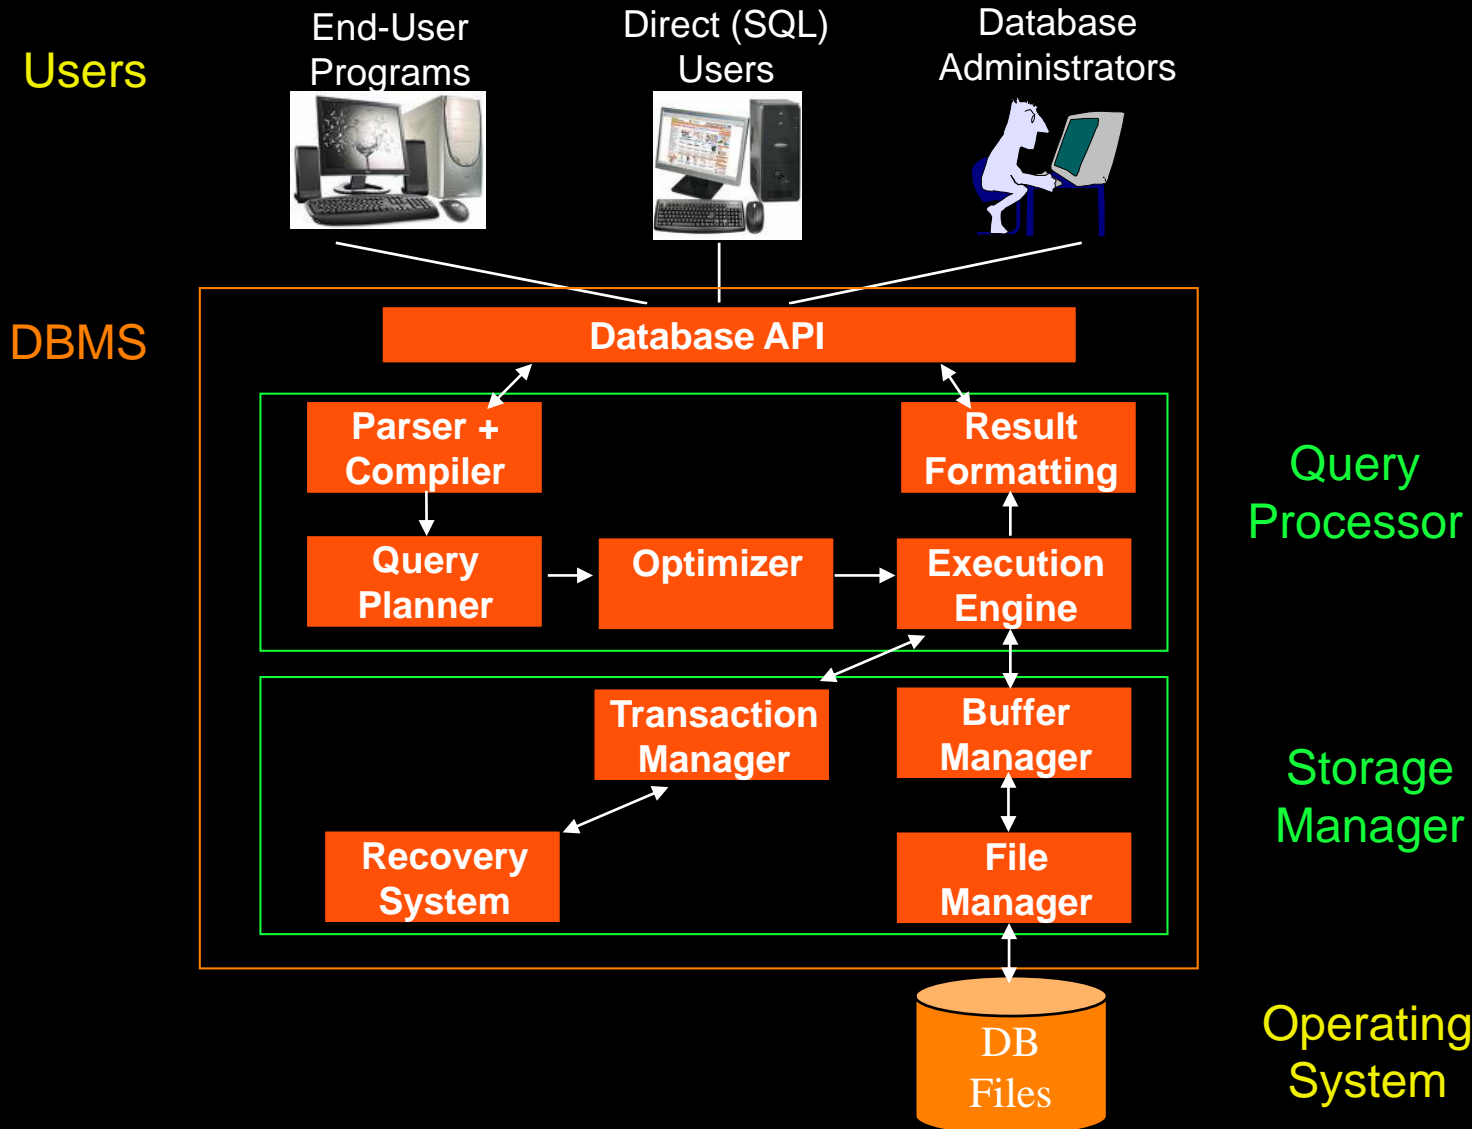 End-User
Programs
Direct (SQL)
Users
Database
Administrators
Users
DBMS
Database API
Parser +
Compiler
Result
Formatting
Query
Processor
Query
Planner
Optimizer
Execution
Engine
Transaction
Manager
Buffer
Manager
Storage
Manager
Recovery
System
File
Manager
DB
Files
Operating
System